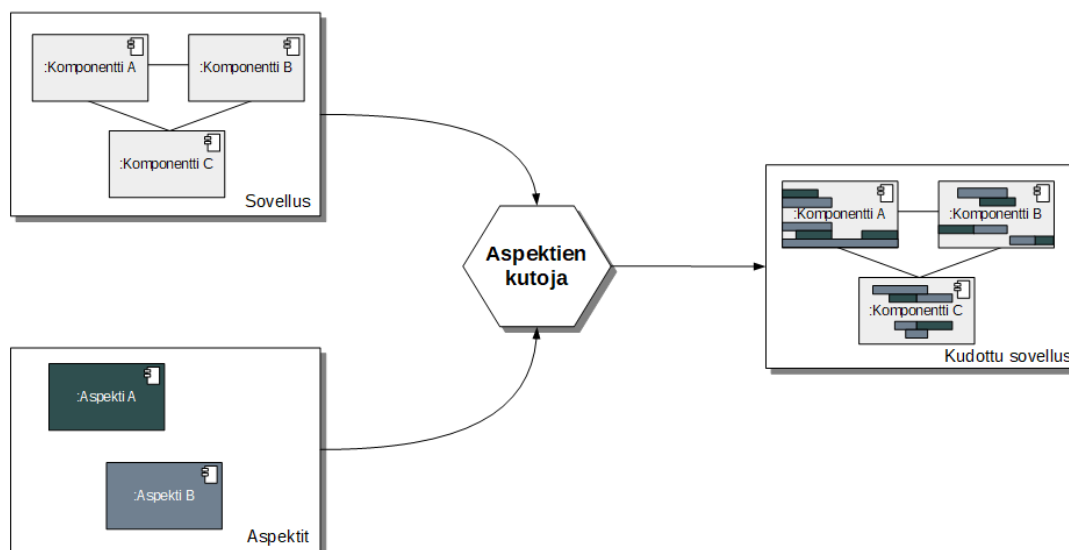 :Komponentti A
:Komponentti B
:Komponentti C
Sovellus
:Aspekti A
:Aspekti B
Aspektit
Aspektien
kutoja
:Komponentti A
:Komponentti B
:Komponentti C
Kudottu sovellus